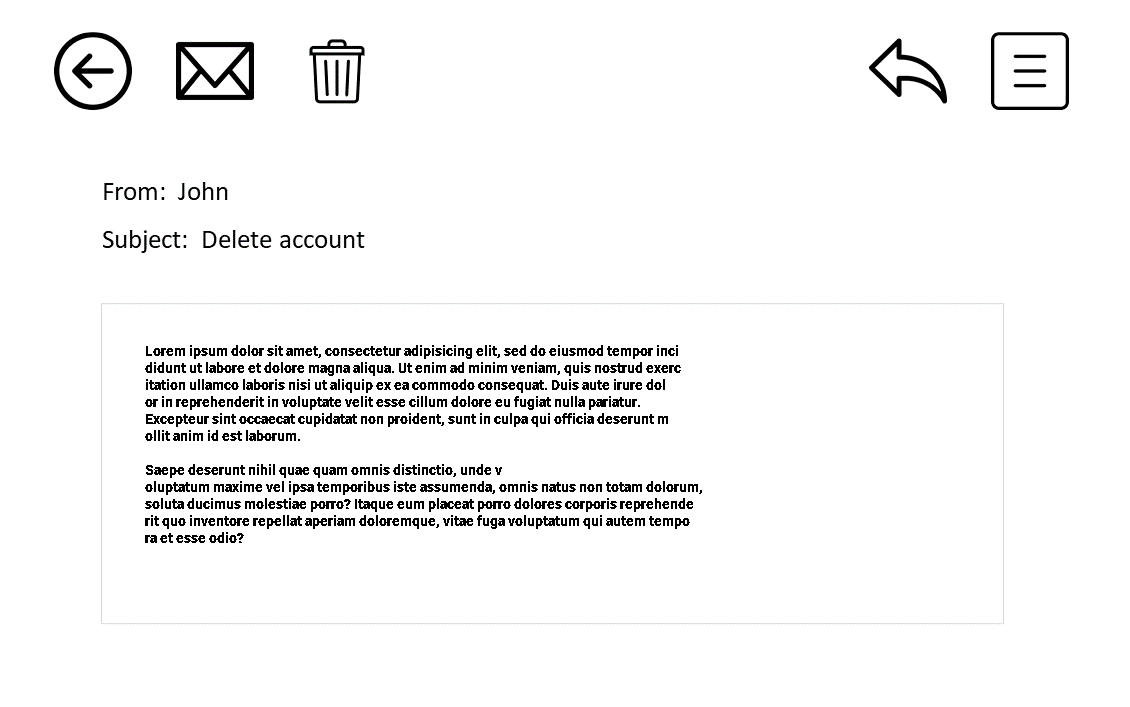 From: John
Subject: Delete account
Lorem ipsum dolor sit amet, consectetur adipisicing elit, sed do eiusmod tempor inci
didunt ut labore et dolore magna aliqua. Ut enim ad minim veniam, quis nostrud exerc
itation ullamco laboris nisi ut aliquip ex ea commodo consequat. Duis aute irure dol
or in reprehenderit in voluptate velit esse cillum dolore eu fugiat nulla pariatur.
Excepteur sint occaecat cupidatat non proident, sunt in culpa qui officia deserunt m
ollit anim id est laborum.
Saepe deserunt nihil quae quam omnis distinctio, unde v
oluptatum maxime vel ipsa temporibus iste assumenda, omnis natus non totam dolorum,
soluta ducimus molestiae porro? Itaque eum placeat porro dolores corporis reprehende
rit quo inventore repellat aperiam doloremque, vitae fuga voluptatum qui autem tempo
ra et esse odio?